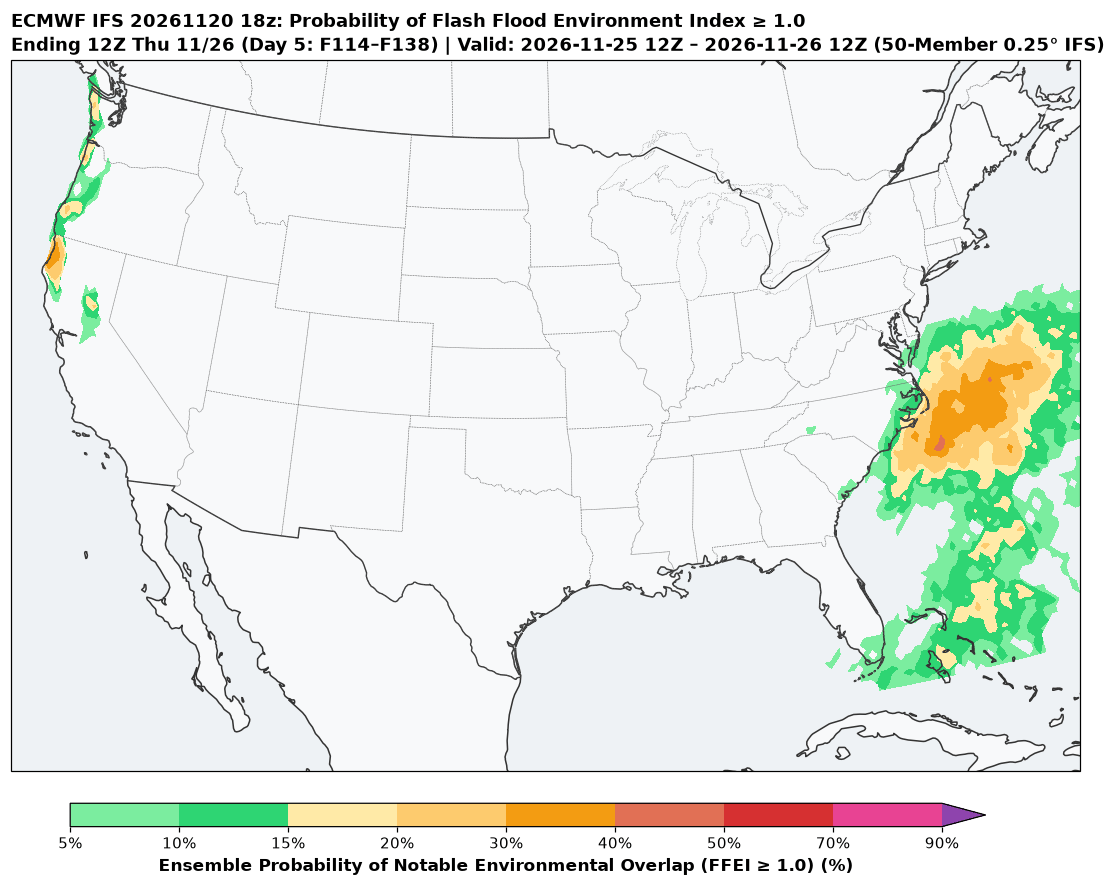 ECMWF IFS 20261120 18z: Probability of Flash Flood Environment Index ≥ 1.0
Ending 12Z Thu 11/26 (Day 5: F114–F138) | Valid: 2026-11-25 12Z – 2026-11-26 12Z (50-Member 0.25° IFS)
5% 10% 15% 20% 30% 40% 50% 70% 90%
Ensemble Probability of Notable Environmental Overlap (FFEI ≥ 1.0) (%)